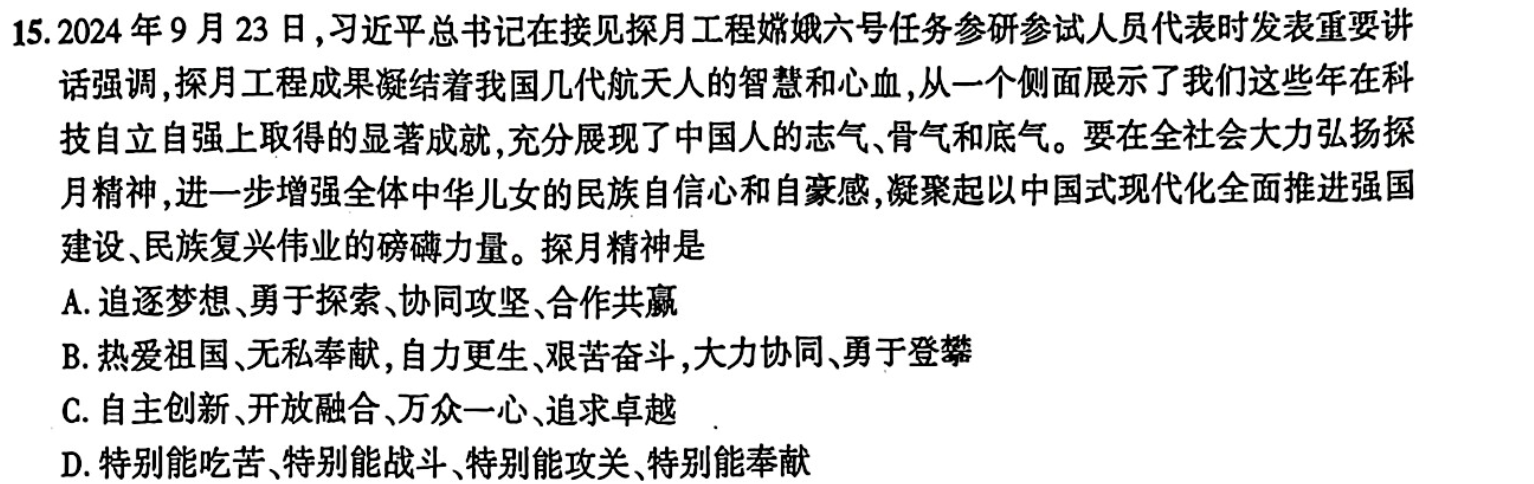 15. 2024 年 9 月 23 日,习近平总书记在接见探月工程嫦娥六号任务参研参试人员代表时发表重要讲
话强调,探月工程成果凝结着我国几代航天人的智慧和心血,从一个侧面展示了我们这些年在科
技自立自强上取得的显著成就,充分展现了中国人的志气、骨气和底气。要在全社会大力弘扬探
月精神,进一步增强全体中华儿女的民族自信心和自豪感,凝聚起以中国式现代化全面推进强国
建设、民族复兴伟业的磅礴力量。探月精神是
A. 追逐梦想、勇于探索、协同攻坚、合作共赢
B. 热爱祖国、无私奉献,自力更生、艰苦奋斗,大力协同、勇于登攀
C. 自主创新、开放融合、万众一心、追求卓越
D. 特别能吃苦、特别能战斗、特别能攻关、特别能奉献